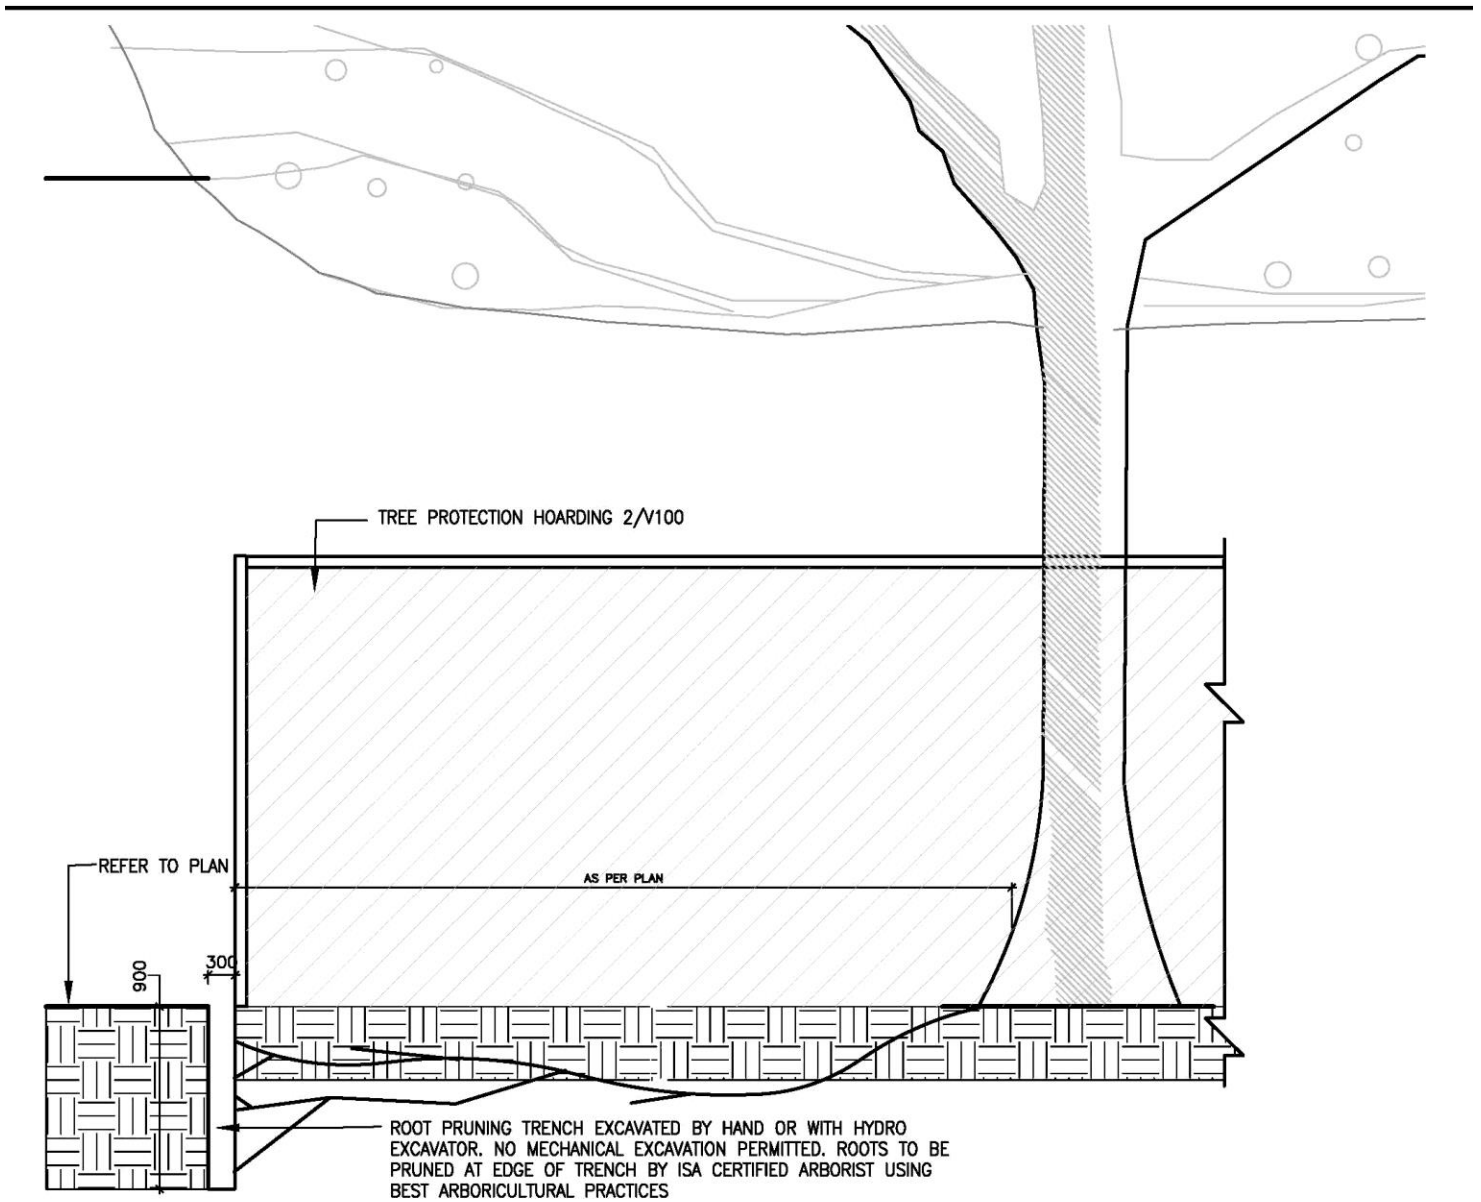 TREE PROTECTION HOARDING 2/V100
REFER TO PLAN
AS PER PLAN
300
900
ROOT PRUNING TRENCH EXCAVATED BY HAND OR WITH HYDRO
EXCAVATOR. NO MECHANICAL EXCAVATION PERMITTED. ROOTS TO BE
PRUNED AT EDGE OF TRENCH BY ISA CERTIFIED ARBORIST USING
BEST ARBORICULTURAL PRACTICES